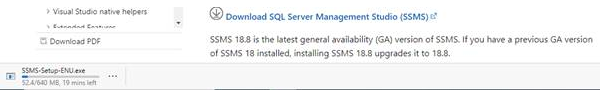 Visual Studio native helpers
Extended Features
Download PDF
Download SQL Server Management Studio (SSMS)
SSMS 18.8 is the latest general availability (GA) version of SSMS. If you have a previous GA version
of SSMS 18 installed, installing SSMS 18.8 upgrades it to 18.8.
SSMS-Setup-ENU.exe
52.4/640 MB, 19 mins left